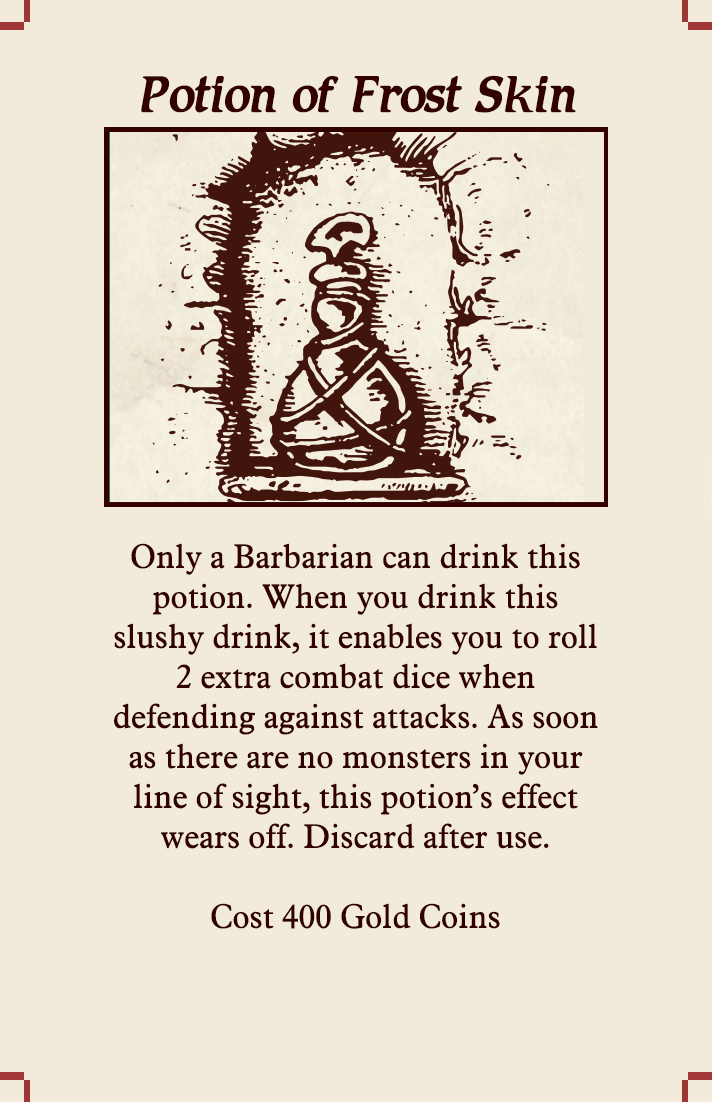 Potion of Frost Skin
Only a Barbarian can drink this
potion. When you drink this
slushy drink, it enables you to roll
2 extra combat dice when
defending against attacks. As soon
as there are no monsters in your
line of sight, this potion’s effect
wears off. Discard after use.
Cost 400 Gold Coins